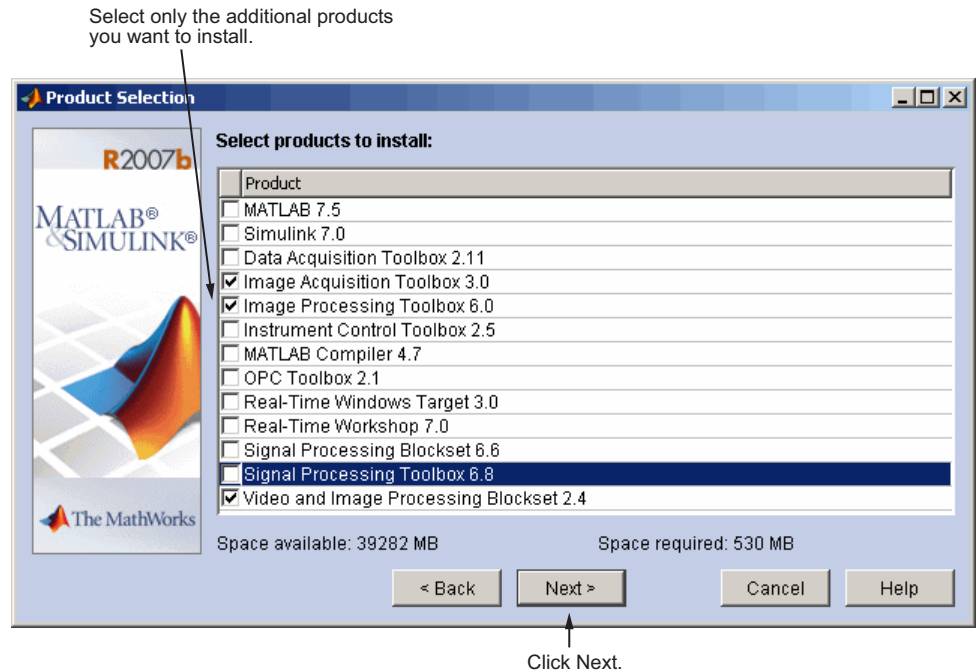 Select only the additional products
you want to install.
Product Selection
R2007b
MATLAB®
&SIMULINK®
The MathWorks
Select products to install:
Product
MATLAB 7.5
Simulink 7.0
Data Acquisition Toolbox 2.11
Image Acquisition Toolbox 3.0
Image Processing Toolbox 6.0
Instrument Control Toolbox 2.5
MATLAB Compiler 4.7
OPC Toolbox 2.1
Real-Time Windows Target 3.0
Real-Time Workshop 7.0
Signal Processing Blockset 6.6
Signal Processing Toolbox 6.8
Video and Image Processing Blockset 2.4
Space available: 39282 MB Space required: 530 MB
< Back Next > Cancel Help
Click Next.